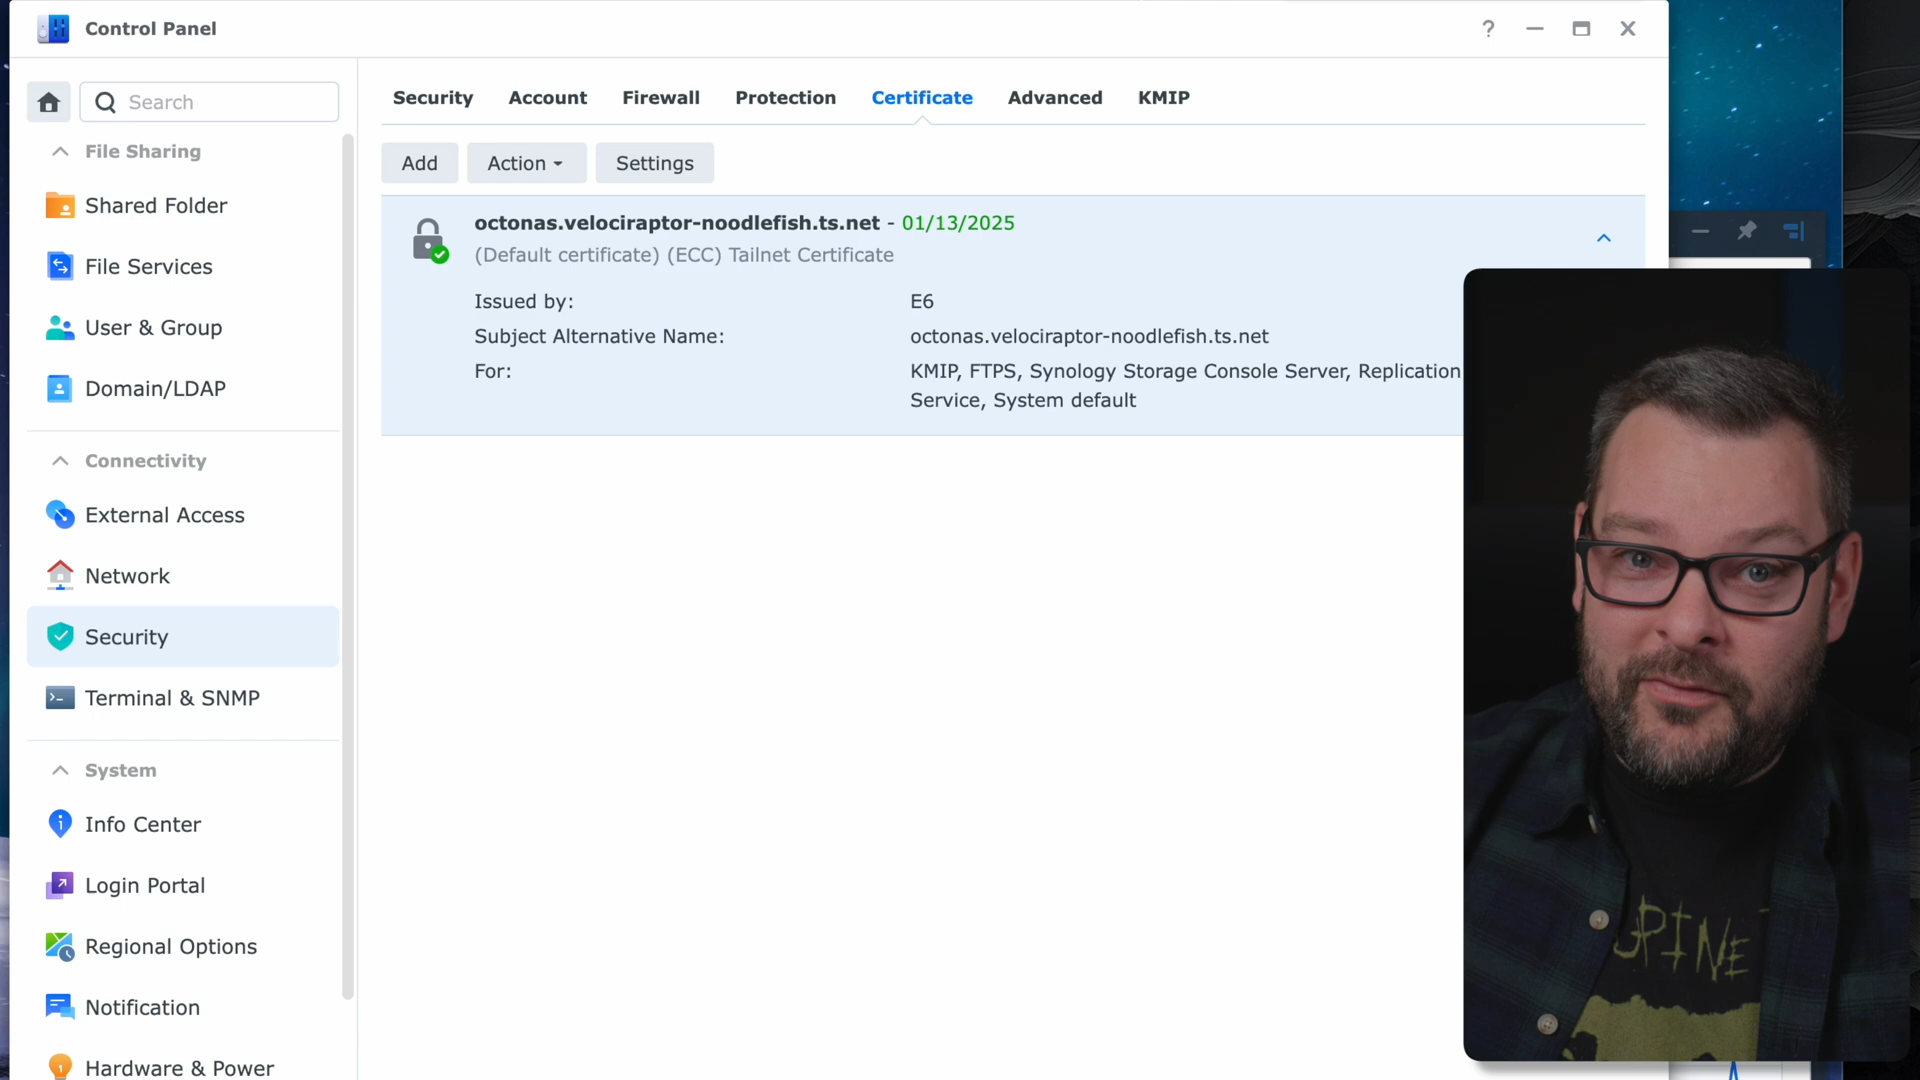 Control Panel
?
Search
File Sharing
Shared Folder
File Services
User & Group
Domain/LDAP
Connectivity
External Access
Network
Security
Terminal & SNMP
System
Info Center
Login Portal
Regional Options
Notification
Hardware & Power
Security Account Firewall Protection Certificate Advanced KMIP
Add Action Settings
octonas.velociraptor-noodlefish.ts.net - 01/13/2025
(Default certificate) (ECC) Tailnet Certificate
Issued by: E6
Subject Alternative Name: octonas.velociraptor-noodlefish.ts.net
For: KMIP, FTPS, Synology Storage Console Server, Replication
Service, System default